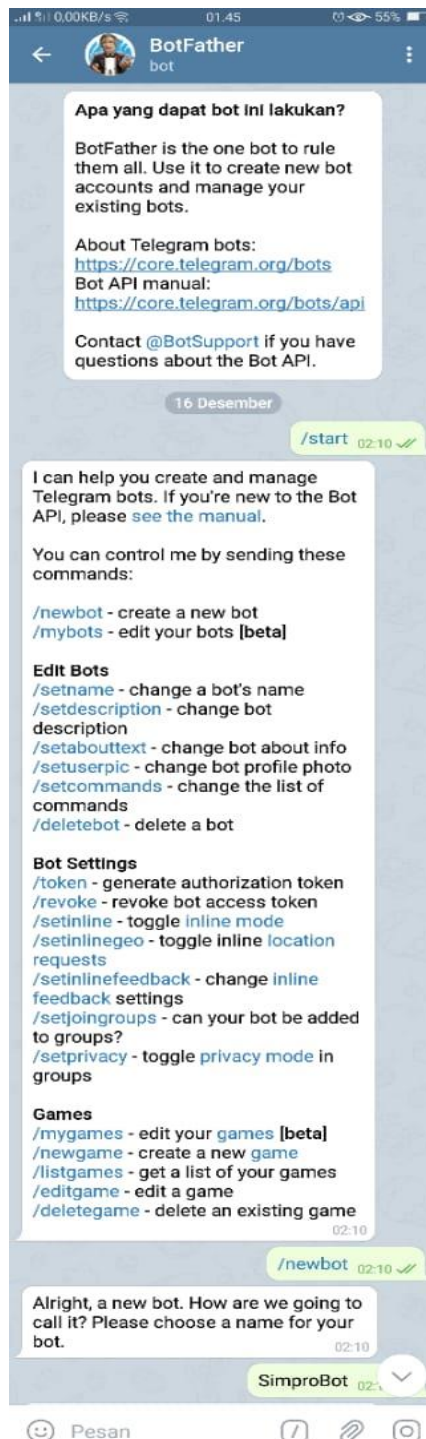 0,00KB/s 01.45 55%
BotFather
bot
Apa yang dapat bot ini lakukan?
BotFather is the one bot to rule
them all. Use it to create new bot
accounts and manage your
existing bots.
About Telegram bots:
https://core.telegram.org/bots
Bot API manual:
https://core.telegram.org/bots/api
Contact @BotSupport if you have
questions about the Bot API.
16 Desember
/start 02:10
I can help you create and manage
Telegram bots. If you're new to the Bot
API, please see the manual.
You can control me by sending these
commands:
/newbot - create a new bot
/mybots - edit your bots [beta]
Edit Bots
/setname - change a bot's name
/setdescription - change bot
description
/setabouttext - change bot about info
/setuserpic - change bot profile photo
/setcommands - change the list of
commands
/deletebot - delete a bot
Bot Settings
/token - generate authorization token
/revoke - revoke bot access token
/setinline - toggle inline mode
/setinlinegeo - toggle inline location
requests
/setinlinefeedback - change inline
feedback settings
/setjoingroups - can your bot be added
to groups?
/setprivacy - toggle privacy mode in
groups
Games
/mygames - edit your games [beta]
/newgame - create a new game
/listgames - get a list of your games
/editgame - edit a game
/deletegame - delete an existing game
02:10
/newbot 02:10
Alright, a new bot. How are we going to
call it? Please choose a name for your
bot.
02:10
SimproBot
Pesan